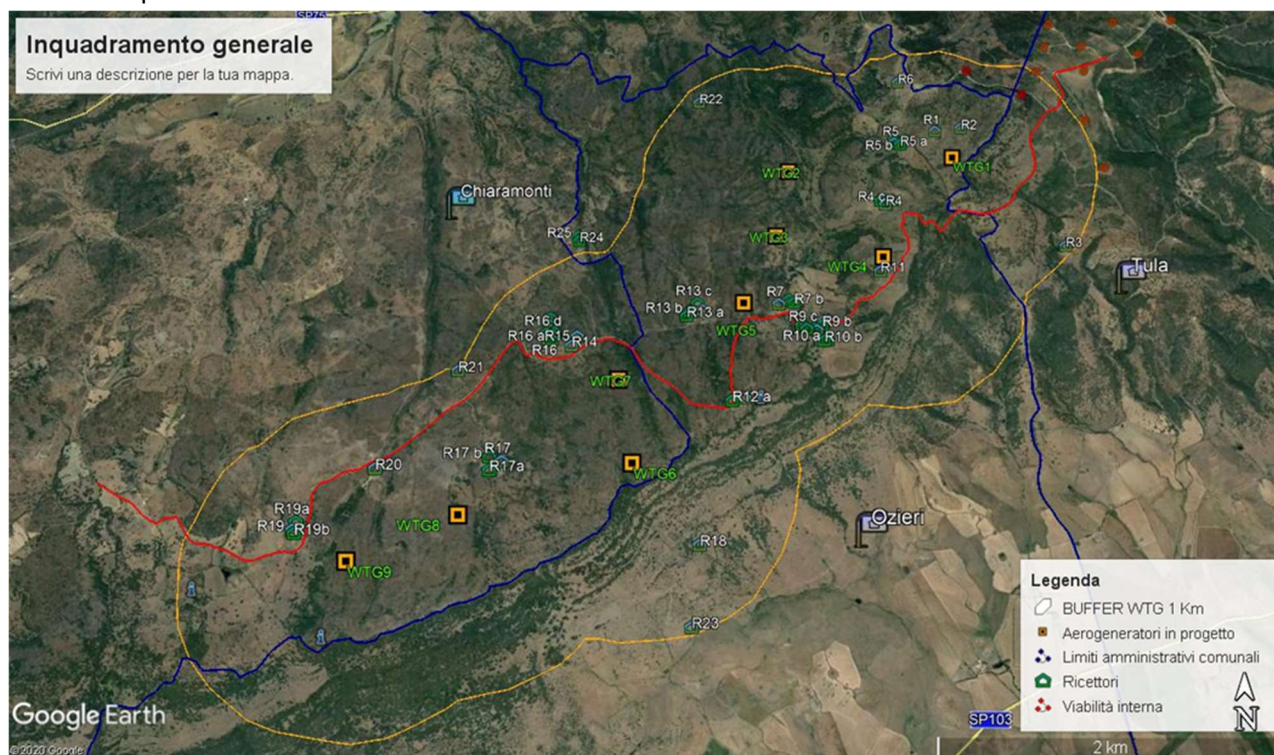 SP75
Inquadramento generale
Scrivi una descrizione per la tua mappa.
R6
R22
R1
R2
R5
R5 b
R5 a
WTG1
WTG2
Chiaramonti
R4 c
R4
R25
R24
WTG3
R3
WTG4
R11
Tula
R13 c
R7
R7 b
R13 b
R13 a
R16 d
R9 c
R9 b
WTG5
R16 a
R15
R10 a
R10 b
R14
R16
R21
WTG7
R12 a
R17
R17 b
R17a
R20
WTG6
R19a
Ozieri
R19
R19b
WTG8
R18
WTG9
R23
Legenda
BUFFER WTG 1 Km
Aerogeneratori in progetto
Limiti amministrativi comunali
Ricettori
Viabilità interna
N
Google Earth
SP103
© 2020 Google
2 km